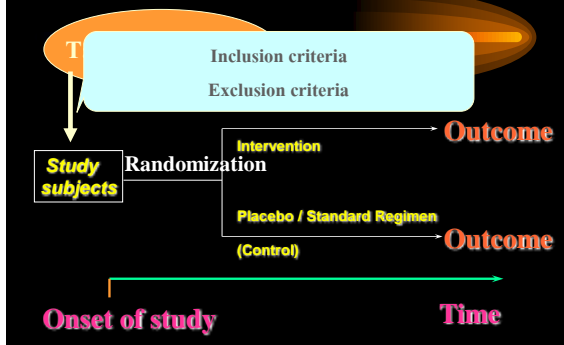 T
Inclusion criteria
Exclusion criteria
Outcome
Intervention
Study
subjects
Randomization
Placebo / Standard Regimen
(Control)
Outcome
Onset of study
Time